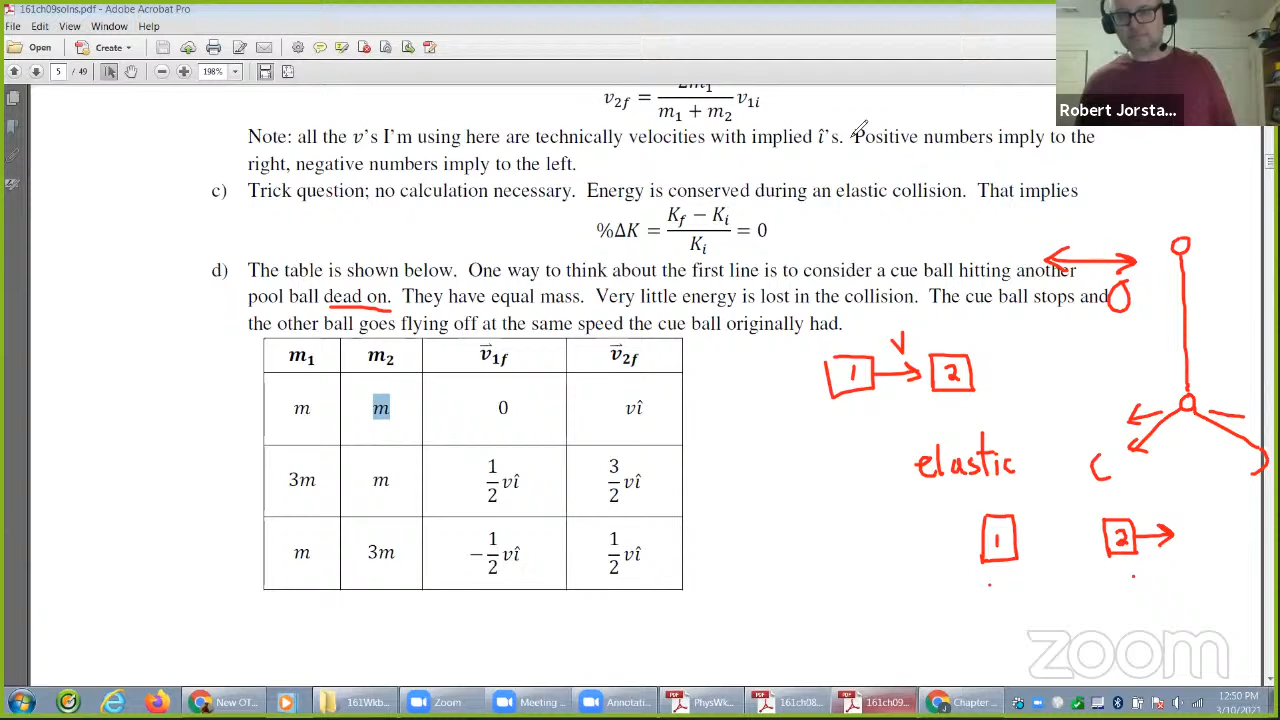 161ch09solns.pdf - Adobe Acrobat Pro
File Edit View Window Help
Open Create
5 / 49 198%
Robert Jorsta...
v2f = 2m1 / (m1 + m2) v1i
Note: all the v's I'm using here are technically velocities with implied î's. Positive numbers imply to the
right, negative numbers imply to the left.
c) Trick question; no calculation necessary. Energy is conserved during an elastic collision. That implies
%ΔK = (Kf − Ki) / Ki = 0
d) The table is shown below. One way to think about the first line is to consider a cue ball hitting another
pool ball dead on. They have equal mass. Very little energy is lost in the collision. The cue ball stops and
the other ball goes flying off at the same speed the cue ball originally had.
m1 m2 v⃗1f v⃗2f
m m 0 vî
3m m 1/2 vî 3/2 vî
m 3m −1/2 vî 1/2 vî
V
1 2
elastic
1 2
zoom
New OT... 161Wkb... Zoom Meeting ... Annotati... PhysWk... 161ch08... 161ch09... Chapter ... 12:50 PM
3/10/2021